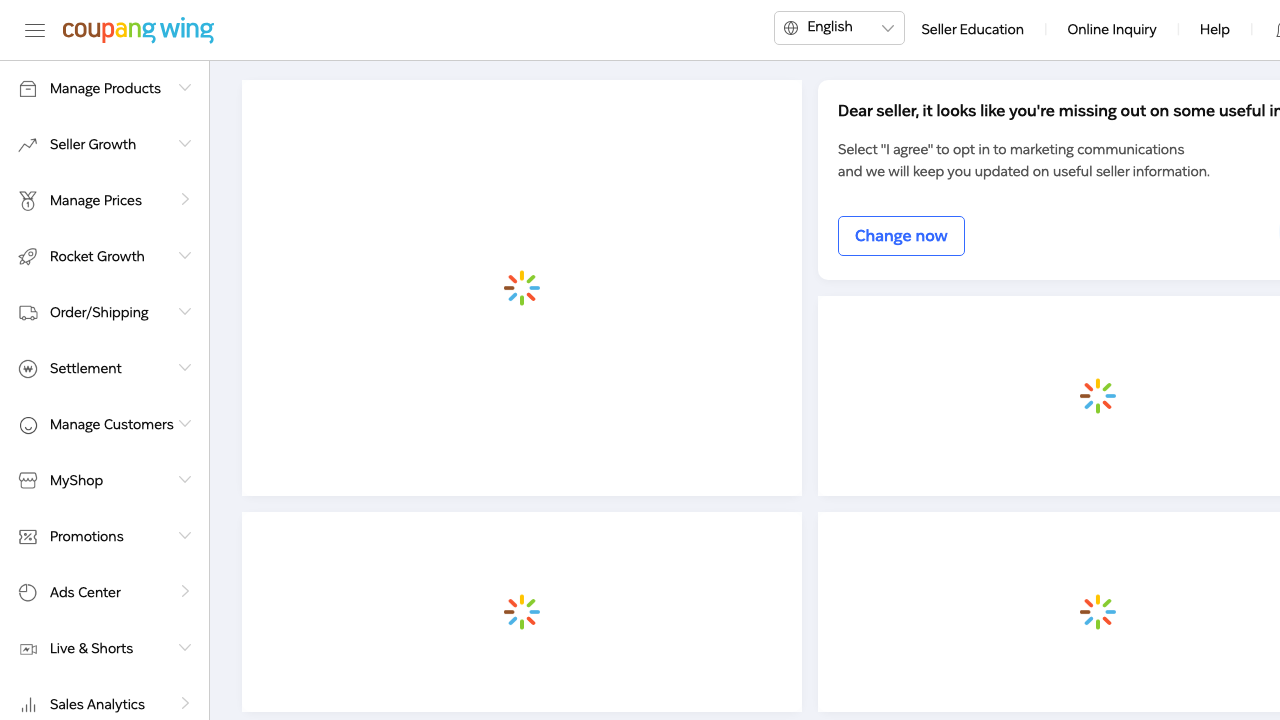 coupang wing
English
Seller Education
Online Inquiry
Help
Manage Products
Seller Growth
Manage Prices
Rocket Growth
Order/Shipping
Settlement
Manage Customers
MyShop
Promotions
Ads Center
Live & Shorts
Sales Analytics
Dear seller, it looks like you're missing out on some useful
Select "I agree" to opt in to marketing communications
and we will keep you updated on useful seller information.
Change now